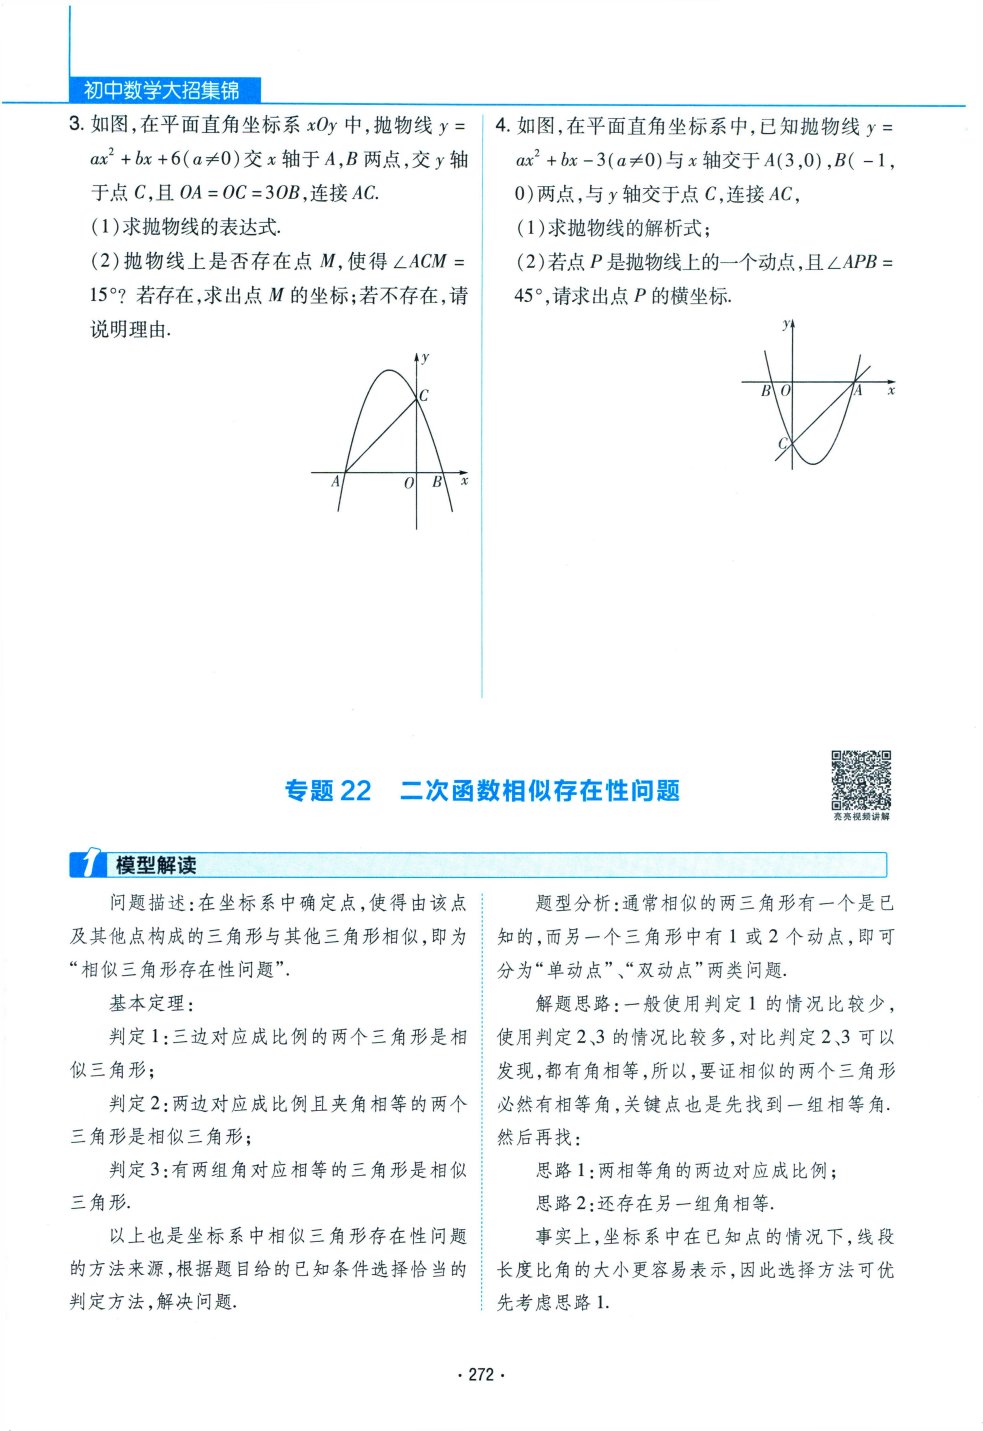 初中数学大招集锦
3. 如图,在平面直角坐标系 xOy 中,抛物线 y =
ax² + bx + 6(a≠0)交 x 轴于 A,B 两点,交 y 轴
于点 C,且 OA = OC = 3OB,连接 AC.
(1)求抛物线的表达式.
(2)抛物线上是否存在点 M,使得 ∠ACM =
15°? 若存在,求出点 M 的坐标;若不存在,请
说明理由.
y
C
A
O
B
x
4. 如图,在平面直角坐标系中,已知抛物线 y =
ax² + bx - 3(a≠0)与 x 轴交于 A(3,0),B( - 1,
0)两点,与 y 轴交于点 C,连接 AC,
(1)求抛物线的解析式;
(2)若点 P 是抛物线上的一个动点,且∠APB =
45°,请求出点 P 的横坐标.
y
B
O
A
x
C
专题 22 二次函数相似存在性问题
亮亮视频讲解
1 模型解读
问题描述:在坐标系中确定点,使得由该点
及其他点构成的三角形与其他三角形相似,即为
“相似三角形存在性问题”.
基本定理:
判定 1:三边对应成比例的两个三角形是相
似三角形;
判定 2:两边对应成比例且夹角相等的两个
三角形是相似三角形;
判定 3:有两组角对应相等的三角形是相似
三角形.
以上也是坐标系中相似三角形存在性问题
的方法来源,根据题目给的已知条件选择恰当的
判定方法,解决问题.
题型分析:通常相似的两三角形有一个是已
知的,而另一个三角形中有 1 或 2 个动点,即可
分为“单动点”、“双动点”两类问题.
解题思路:一般使用判定 1 的情况比较少,
使用判定 2、3 的情况比较多,对比判定 2、3 可以
发现,都有角相等,所以,要证相似的两个三角形
必然有相等角,关键点也是先找到一组相等角.
然后再找:
思路 1:两相等角的两边对应成比例;
思路 2:还存在另一组角相等.
事实上,坐标系中在已知点的情况下,线段
长度比角的大小更容易表示,因此选择方法可优
先考虑思路 1.
· 272 ·